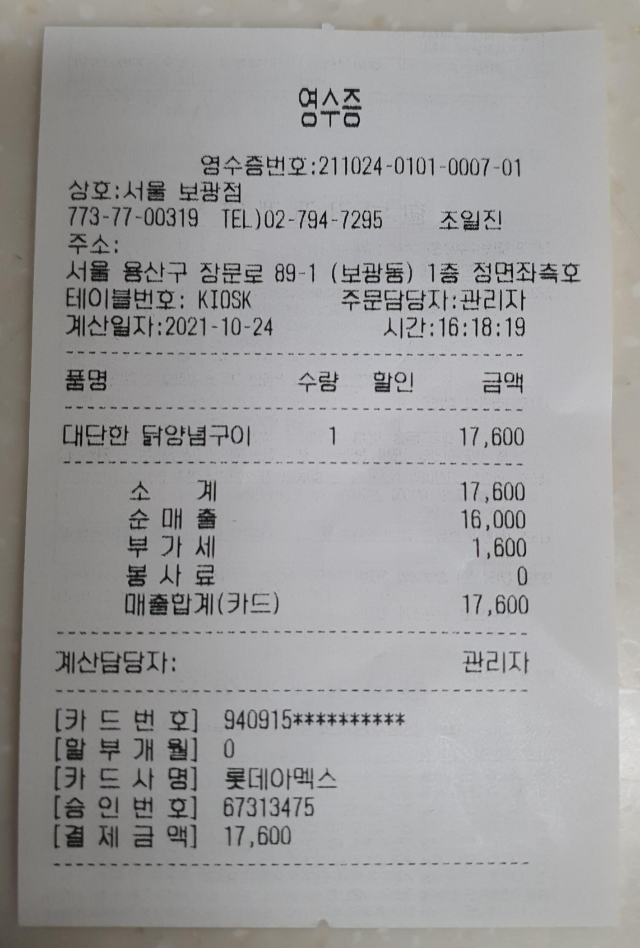 영수증
영수증번호:211024-0101-0007-01
상호:서울 보광점
773-77-00319 TEL)02-794-7295 조일진
주소:
서울 용산구 장문로 89-1 (보광동) 1층 정면좌측호
테이블번호: KIOSK 주문담당자:관리자
계산일자:2021-10-24 시간:16:18:19
--------------------------------
품명 수량 할인 금액
--------------------------------
대단한 닭양념구이 1 17,600
--------------------------------
소 계 17,600
순 매 출 16,000
부 가 세 1,600
봉 사 료 0
매출합계(카드) 17,600
--------------------------------
계산담당자: 관리자
--------------------------------
[카 드 번 호] 940915**********
[할 부 개 월] 0
[카 드 사 명] 롯데아멕스
[승 인 번 호] 67313475
[결 제 금 액] 17,600
--------------------------------